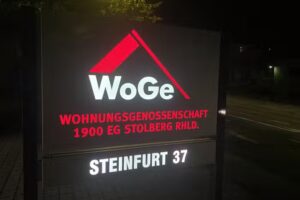 WoGe
WOHNUNGSGENOSSENSCHAFT
1900 EG STOLBERG RHLD.
STEINFURT 37